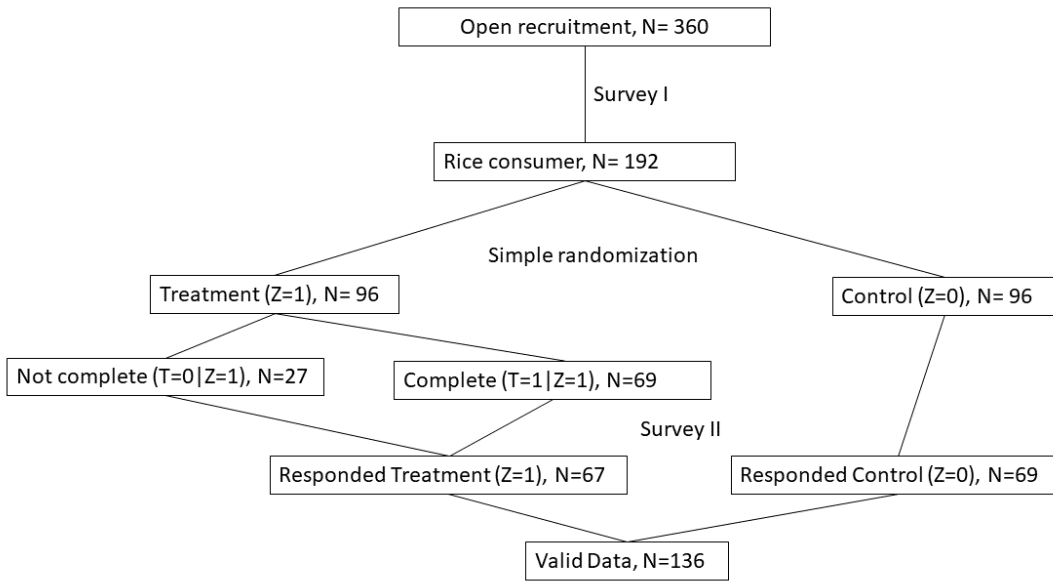 Open recruitment, N= 360
Survey I
Rice consumer, N= 192
Simple randomization
Treatment (Z=1), N= 96
Control (Z=0), N= 96
Not complete (T=0|Z=1), N=27
Complete (T=1|Z=1), N=69
Survey II
Responded Treatment (Z=1), N=67
Responded Control (Z=0), N=69
Valid Data, N=136